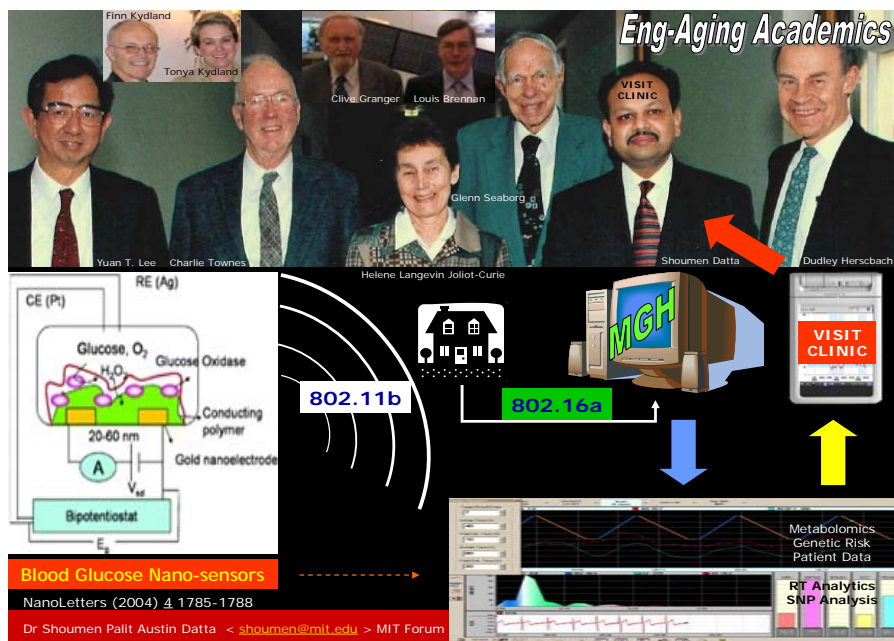 Eng-Aging Academics
Finn Kydland
Tonya Kydland
Clive Granger
Louis Brennan
VISIT
CLINIC
Glenn Seaborg
Yuan T. Lee
Charlie Townes
Shoumen Datta
Dudley Herscbach
Helene Langevin Joliot-Curie
RE (Ag)
CE (Pt)
Glucose, O2
Glucose Oxidase
H2O2
Conducting
polymer
20-60 nm
Gold nanoelectrode
A
Vsd
Bipotentiostat
Eg
802.11b
802.16a
MGH
VISIT
CLINIC
Metabolomics
Genetic Risk
Patient Data
RT Analytics
SNP Analysis
Blood Glucose Nano-sensors
NanoLetters (2004) 4 1785-1788
Dr Shoumen Palit Austin Datta < shoumen@mit.edu > MIT Forum